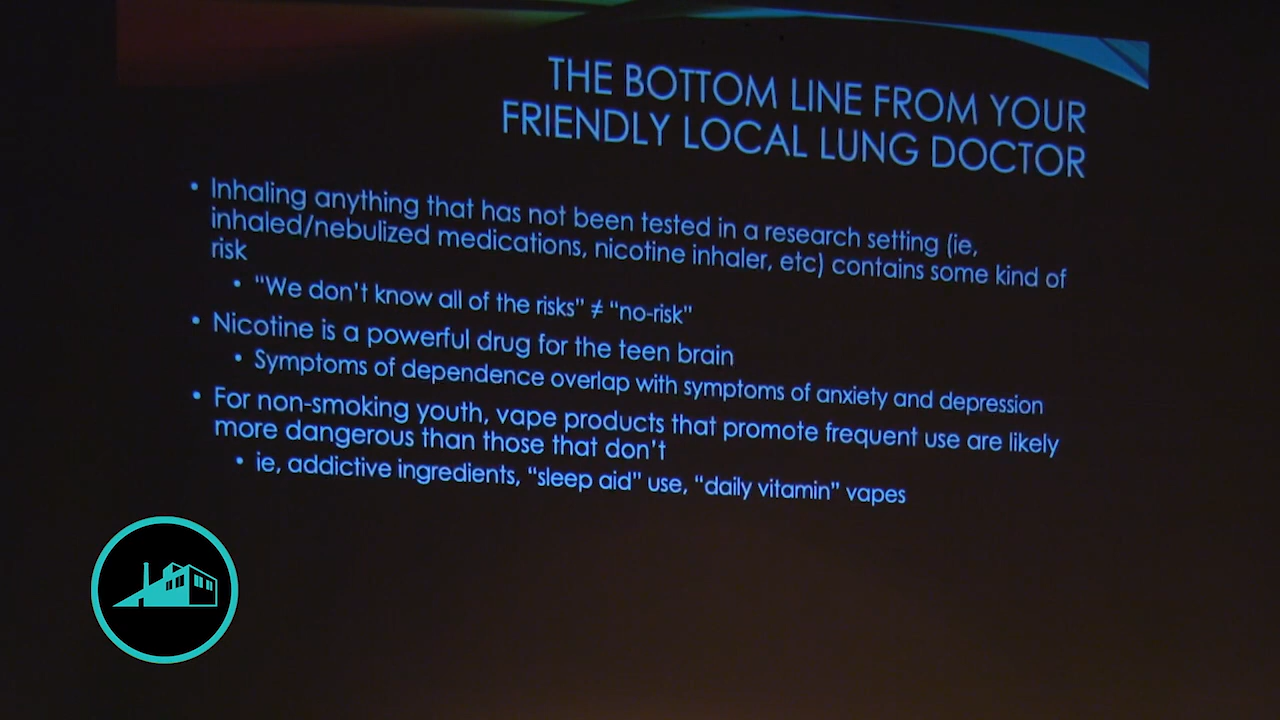 THE BOTTOM LINE FROM YOUR
FRIENDLY LOCAL LUNG DOCTOR
• Inhaling anything that has not been tested in a research setting (ie,
inhaled/nebulized medications, nicotine inhaler, etc) contains some kind of
risk
• “We don’t know all of the risks” ≠ “no-risk”
• Nicotine is a powerful drug for the teen brain
• Symptoms of dependence overlap with symptoms of anxiety and depression
• For non-smoking youth, vape products that promote frequent use are likely
more dangerous than those that don’t
• ie, addictive ingredients, “sleep aid” use, “daily vitamin” vapes